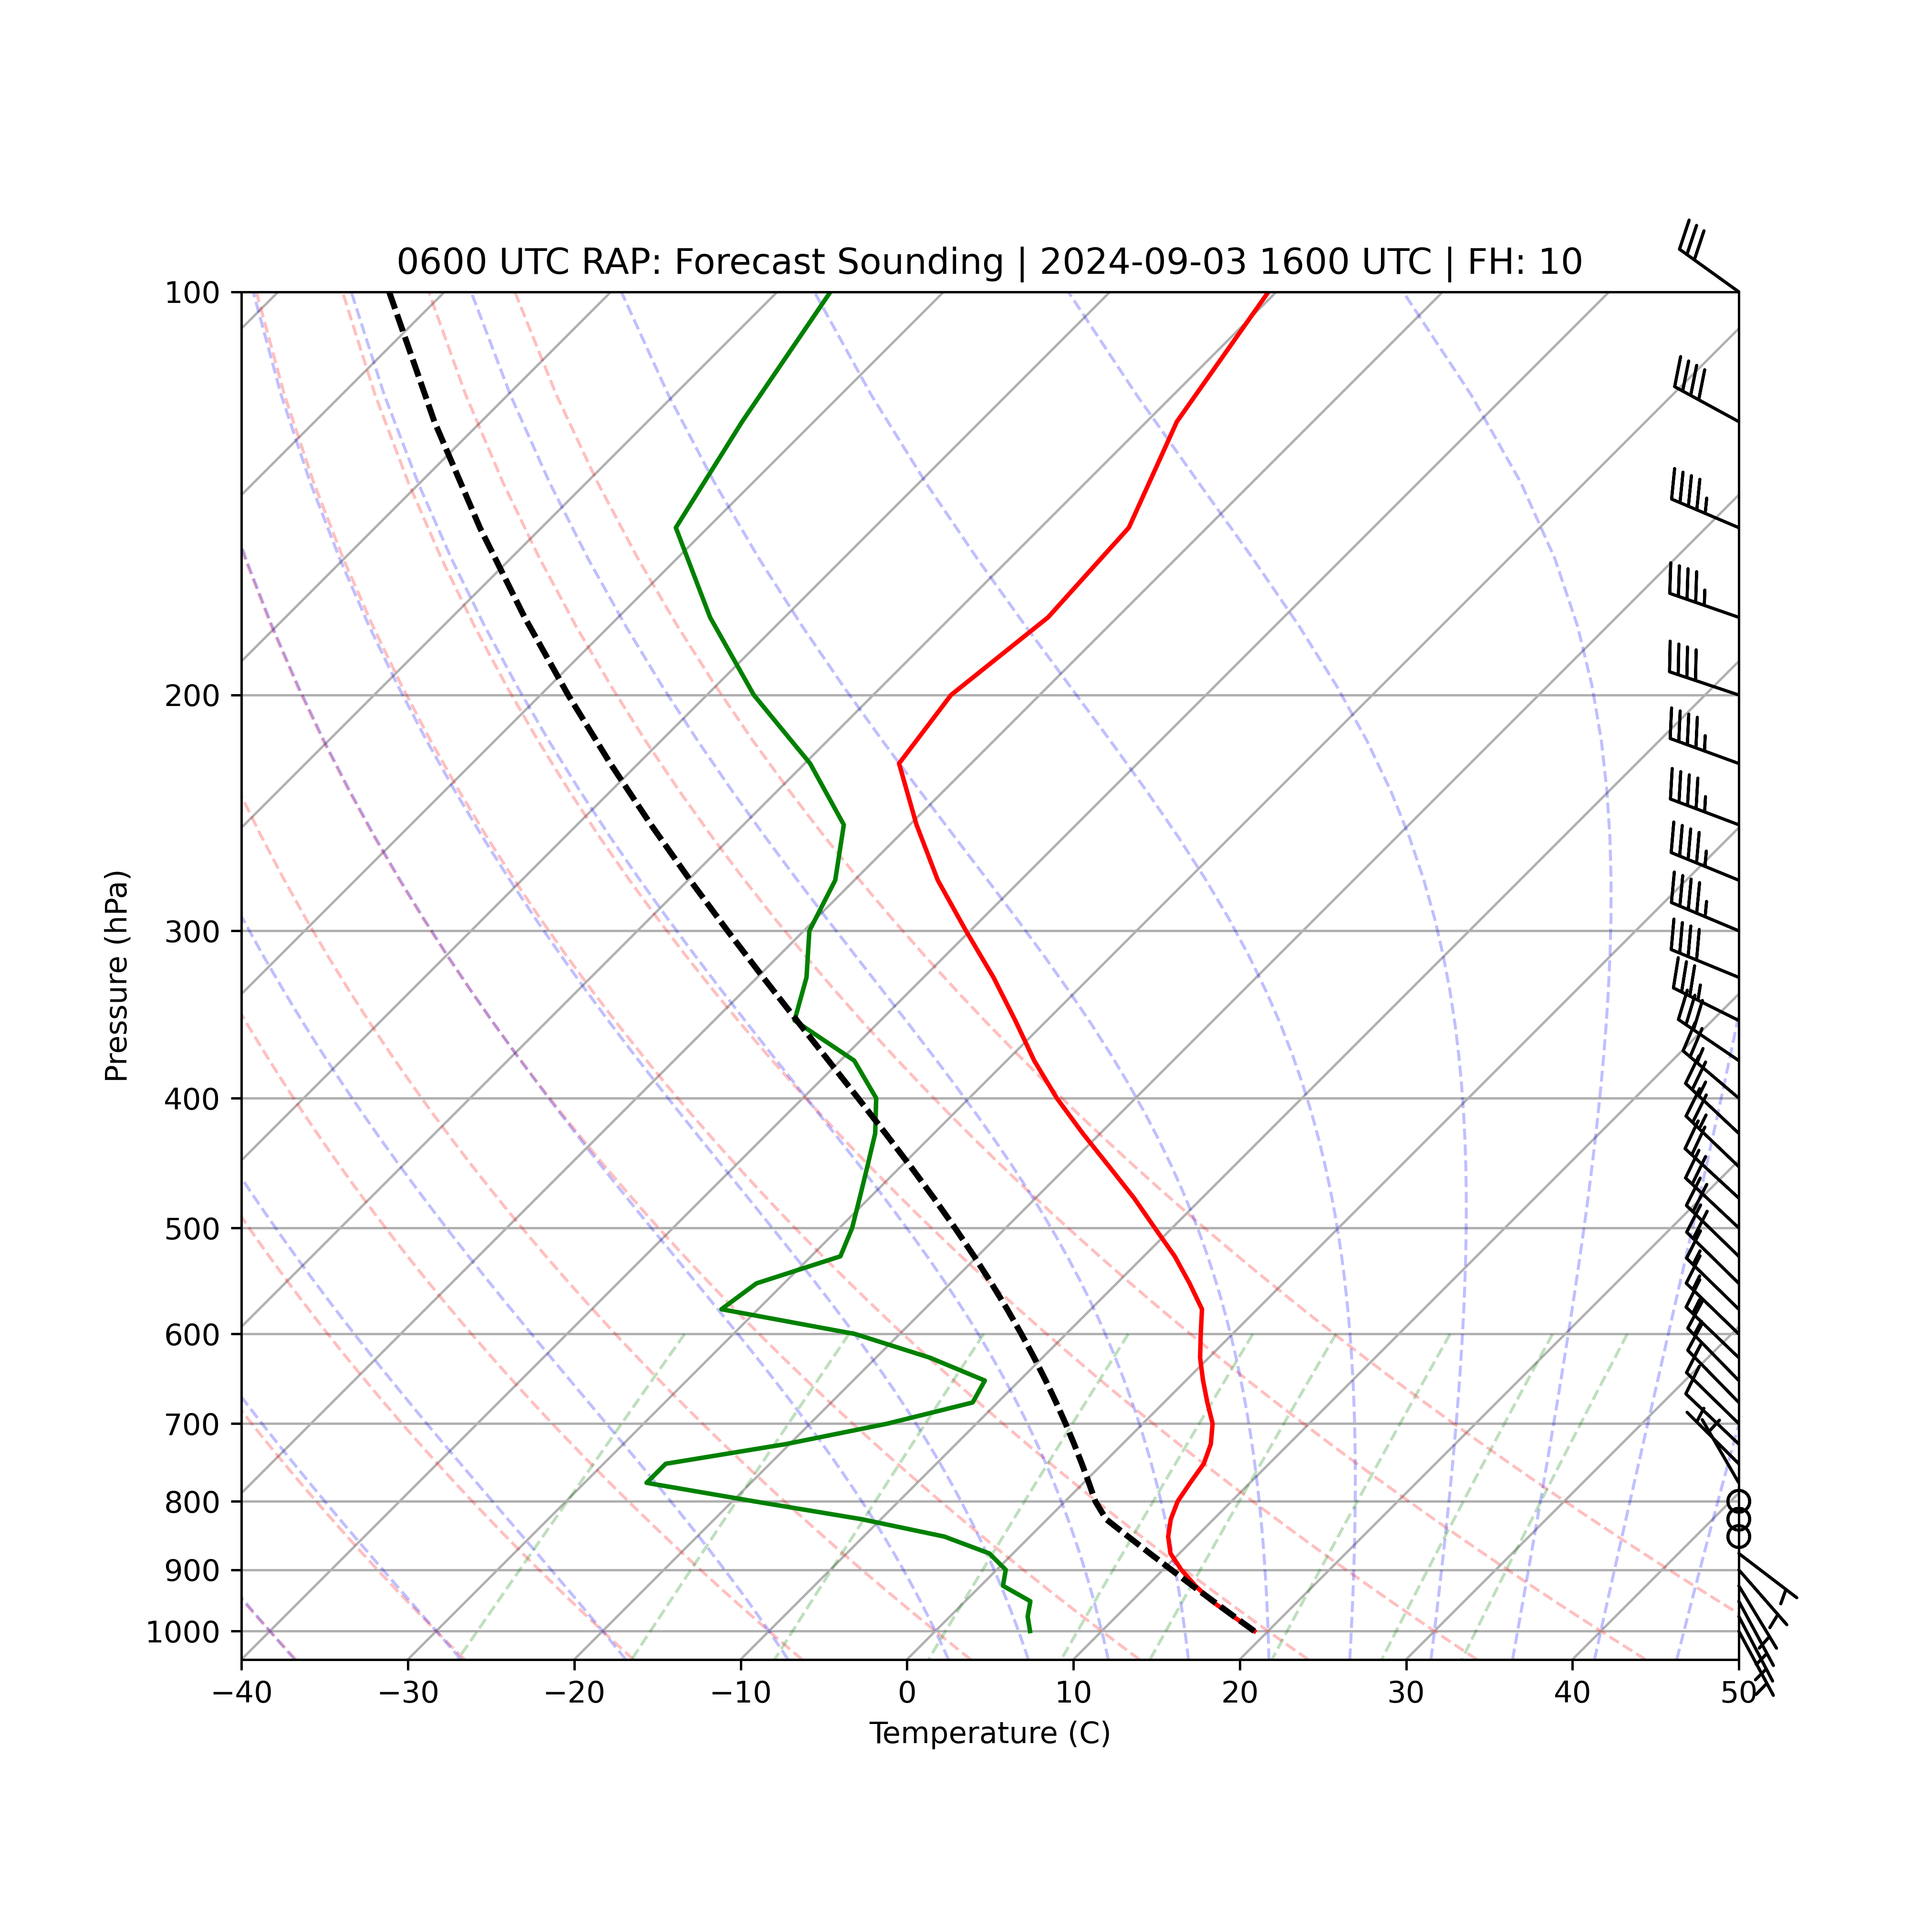 0600 UTC RAP: Forecast Sounding | 2024-09-03 1600 UTC | FH: 10
100
200
300
400
500
600
700
800
900
1000
Pressure (hPa)
−40 −30 −20 −10 0 10 20 30 40 50
Temperature (C)